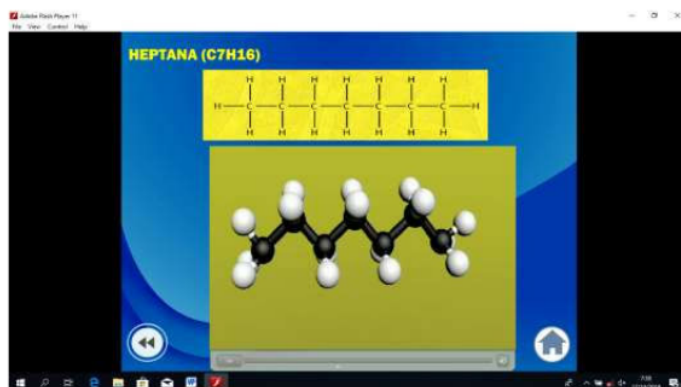 Adobe Flash Player 11
File View Control Help
HEPTANA (C7H16)
H H H H H H H
H C C C C C C C H
H H H H H H H